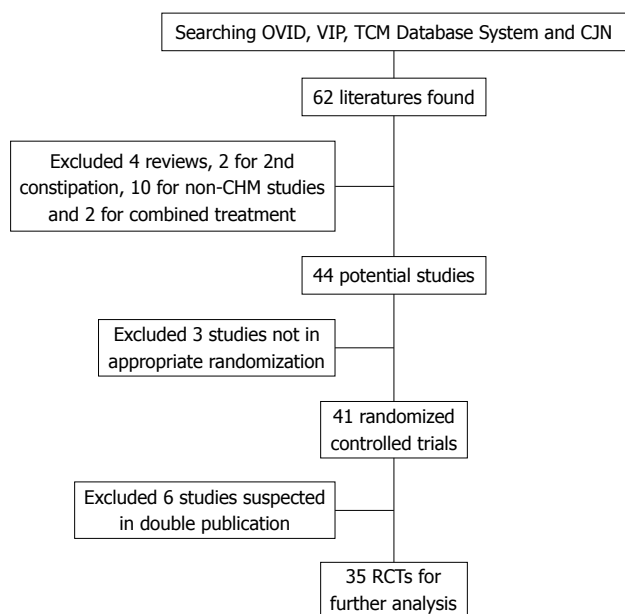 Searching OVID, VIP, TCM Database System and CJN
62 literatures found
Excluded 4 reviews, 2 for 2nd
constipation, 10 for non-CHM studies
and 2 for combined treatment
44 potential studies
Excluded 3 studies not in
appropriate randomization
41 randomized
controlled trials
Excluded 6 studies suspected
in double publication
35 RCTs for
further analysis